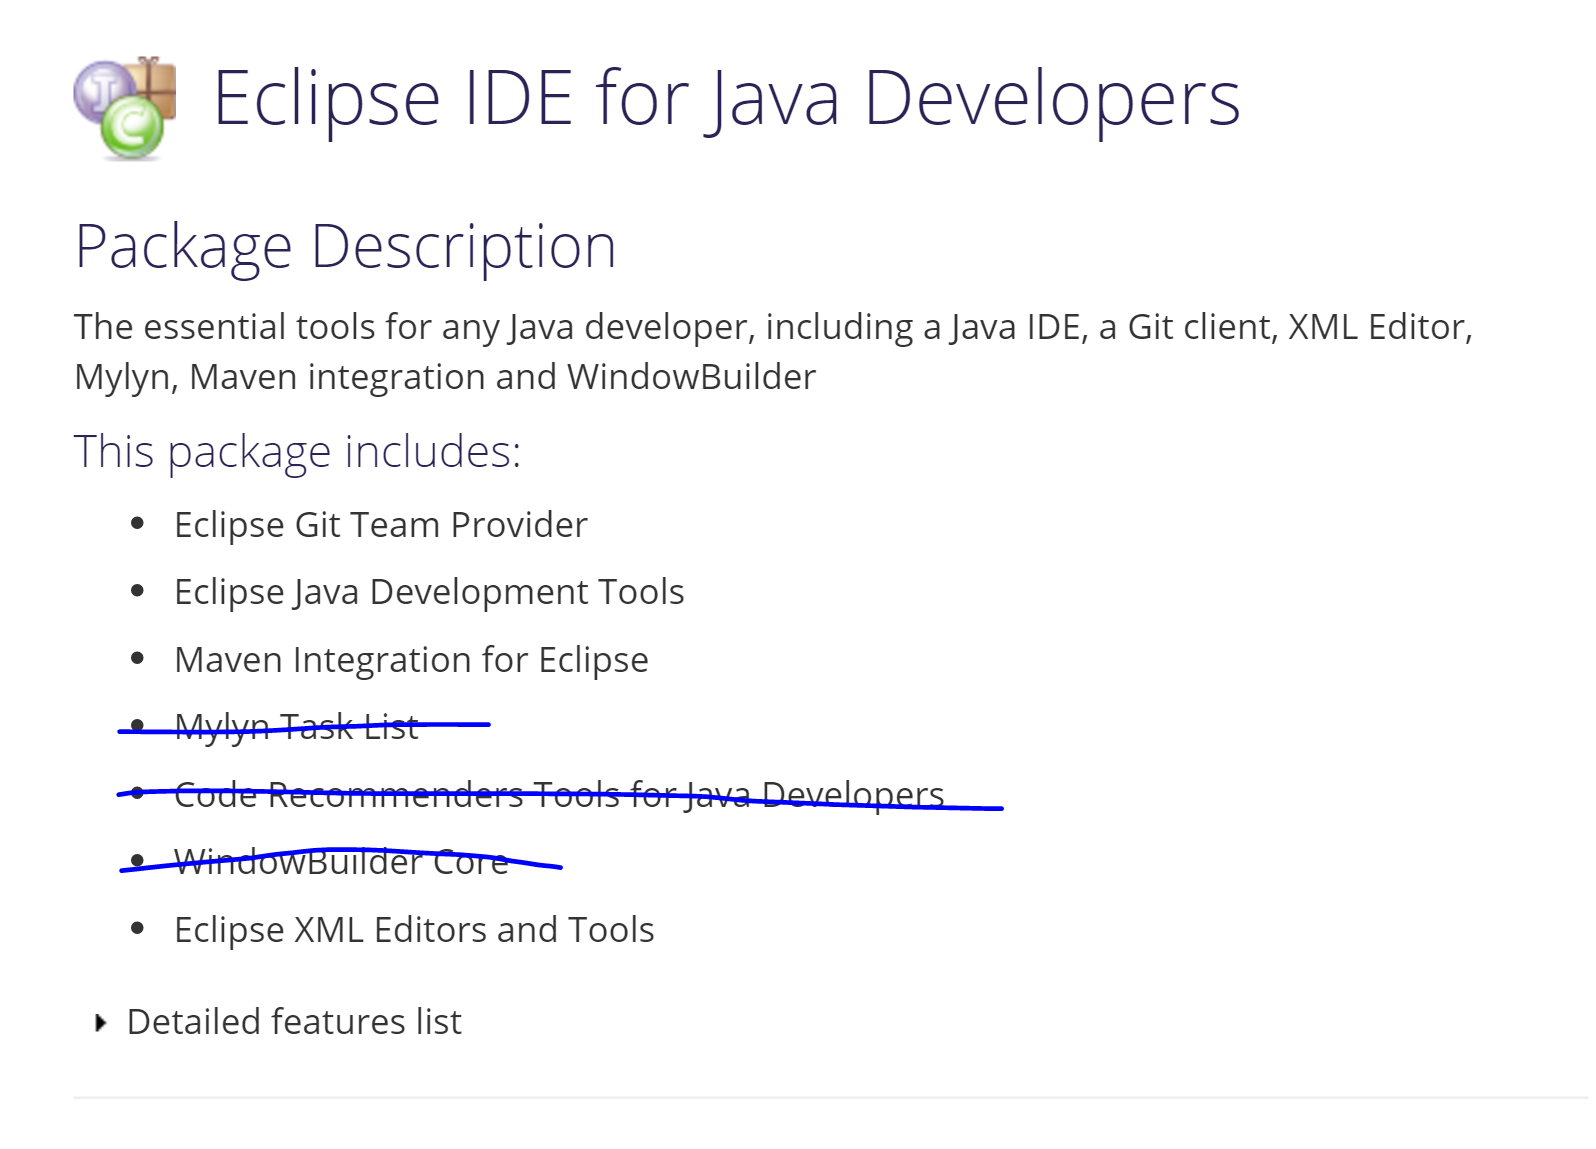 Eclipse IDE for Java Developers
Package Description
The essential tools for any Java developer, including a Java IDE, a Git client, XML Editor,
Mylyn, Maven integration and WindowBuilder
This package includes:
Eclipse Git Team Provider
Eclipse Java Development Tools
Maven Integration for Eclipse
Mylyn Task List
Code Recommenders Tools for Java Developers
WindowBuilder Core
Eclipse XML Editors and Tools
Detailed features list